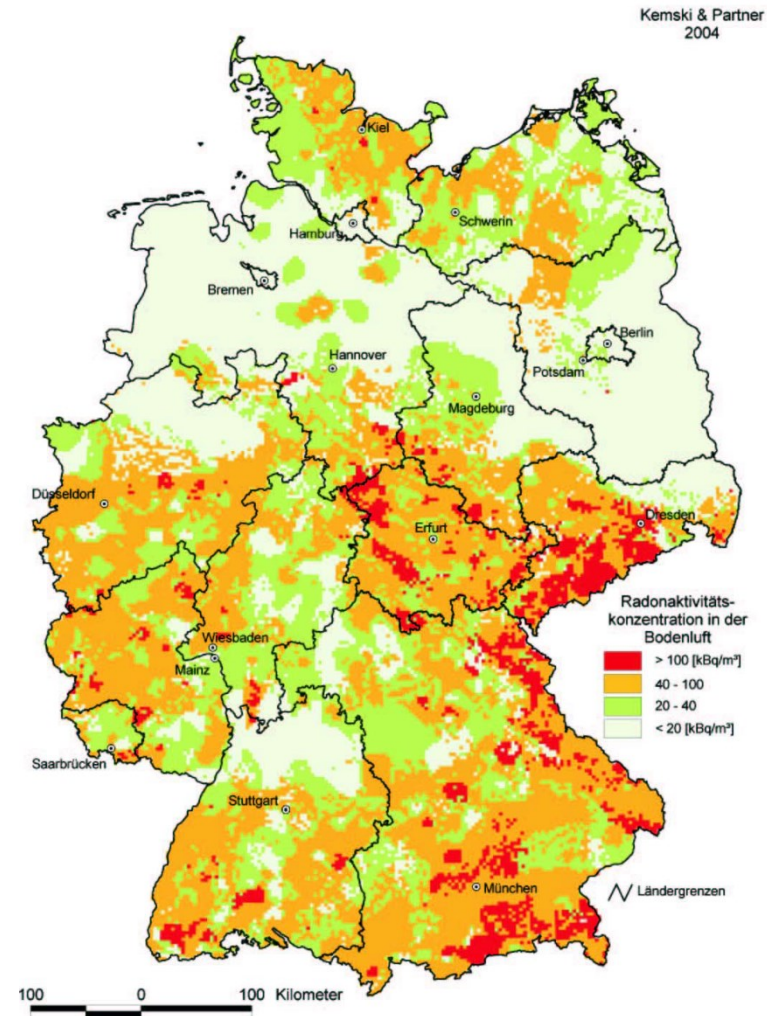 Kemski & Partner
2004
Kiel
Schwerin
Hamburg
Bremen
Berlin
Hannover
Potsdam
Magdeburg
Düsseldorf
Dresden
Erfurt
Radonaktivitäts-
konzentration in der
Bodenluft
> 100 [kBq/m³]
40 - 100
20 - 40
< 20 [kBq/m³]
Wiesbaden
Mainz
Saarbrücken
Stuttgart
München
Ländergrenzen
100 0 100 Kilometer